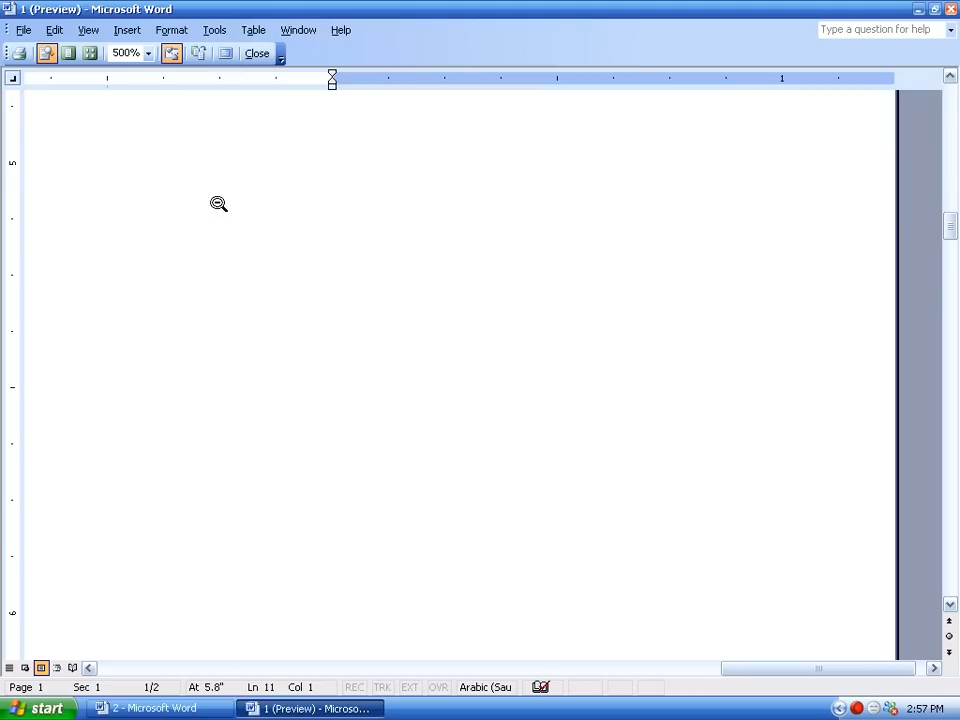 1 (Preview) - Microsoft Word
File Edit View Insert Format Tools Table Window Help Type a question for help
500% Close
1
5
6
Page 1 Sec 1 1/2 At 5.8" Ln 11 Col 1 REC TRK EXT OVR Arabic (Sau
start 2 - Microsoft Word 1 (Preview) - Microso... 2:57 PM